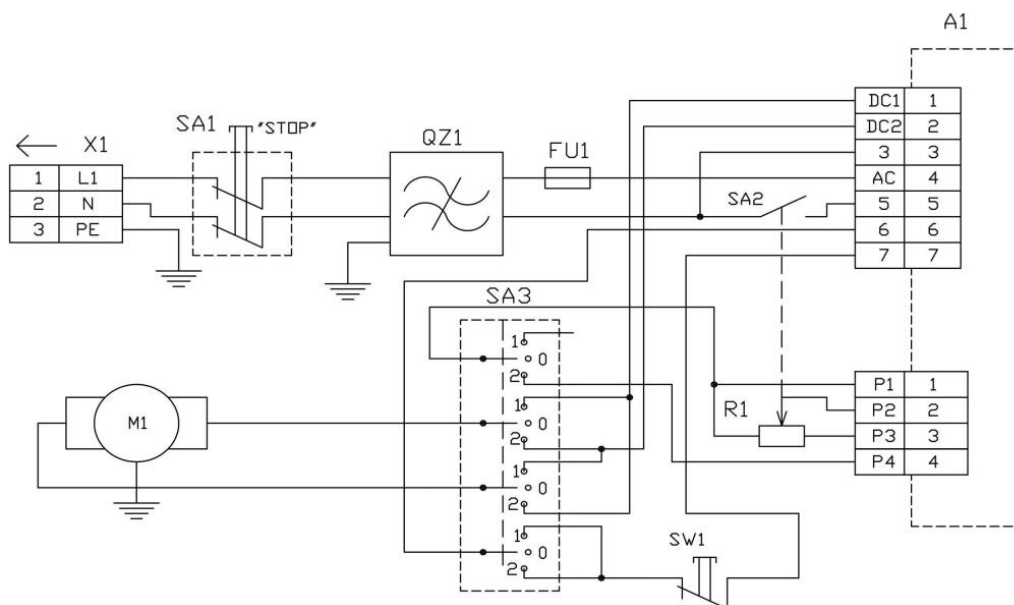 A1
SA1 "STOP"
X1
1 L1
2 N
3 PE
QZ1
FU1
SA2
DC1 1
DC2 2
3 3
AC 4
5 5
6 6
7 7
SA3
1
0
2
1
0
2
1
0
2
1
0
2
M1
R1
P1 1
P2 2
P3 3
P4 4
SW1